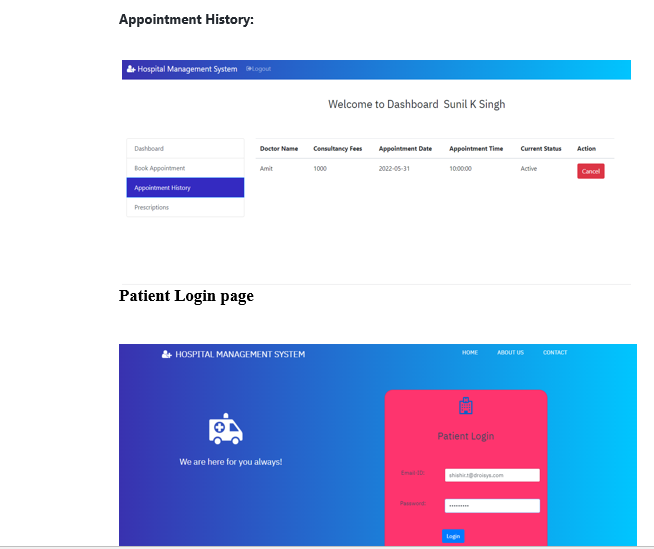 Appointment History:
Hospital Management System Logout
Welcome to Dashboard Sunil K Singh
Dashboard
Book Appointment
Appointment History
Prescriptions
Doctor Name Consultancy Fees Appointment Date Appointment Time Current Status Action
Amit 1000 2022-05-31 10:00:00 Active Cancel
Patient Login page
HOSPITAL MANAGEMENT SYSTEM HOME ABOUT US CONTACT
We are here for you always!
Patient Login
Email-ID:
Password:
Login